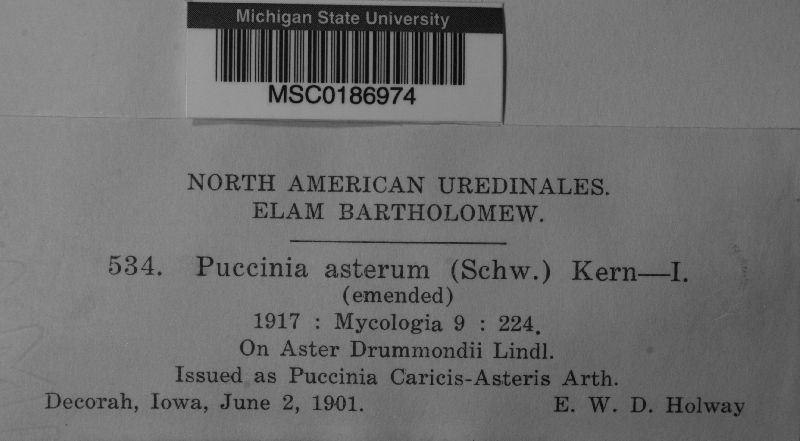 Michigan State University
MSC0186974
NORTH AMERICAN UREDINALES.
ELAM BARTHOLOMEW.
534. Puccinia asterum (Schw.) Kern—I.
(emended)
1917 : Mycologia 9 : 224.
On Aster Drummondii Lindl.
Issued as Puccinia Caricis-Asteris Arth.
Decorah, Iowa, June 2, 1901. E. W. D. Holway